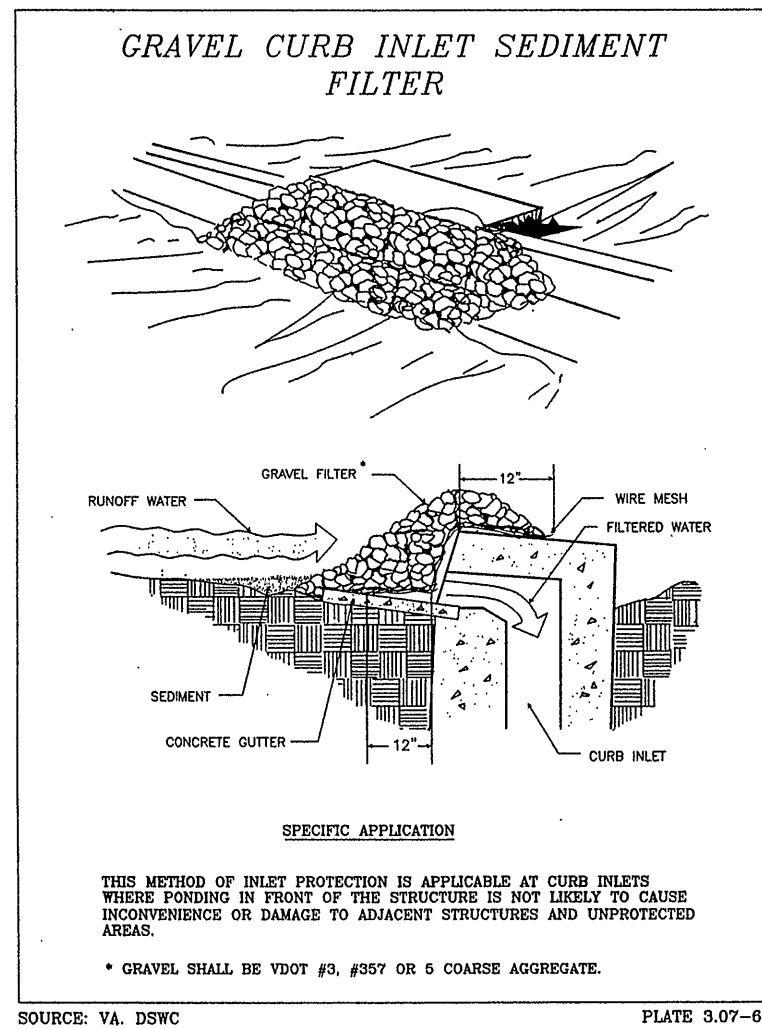 GRAVEL CURB INLET SEDIMENT
FILTER
GRAVEL FILTER *
12"
RUNOFF WATER
WIRE MESH
FILTERED WATER
SEDIMENT
CONCRETE GUTTER
12"
CURB INLET
SPECIFIC APPLICATION
THIS METHOD OF INLET PROTECTION IS APPLICABLE AT CURB INLETS
WHERE PONDING IN FRONT OF THE STRUCTURE IS NOT LIKELY TO CAUSE
INCONVENIENCE OR DAMAGE TO ADJACENT STRUCTURES AND UNPROTECTED
AREAS.
* GRAVEL SHALL BE VDOT #3, #357 OR 5 COARSE AGGREGATE.
SOURCE: VA. DSWC
PLATE 3.07-6